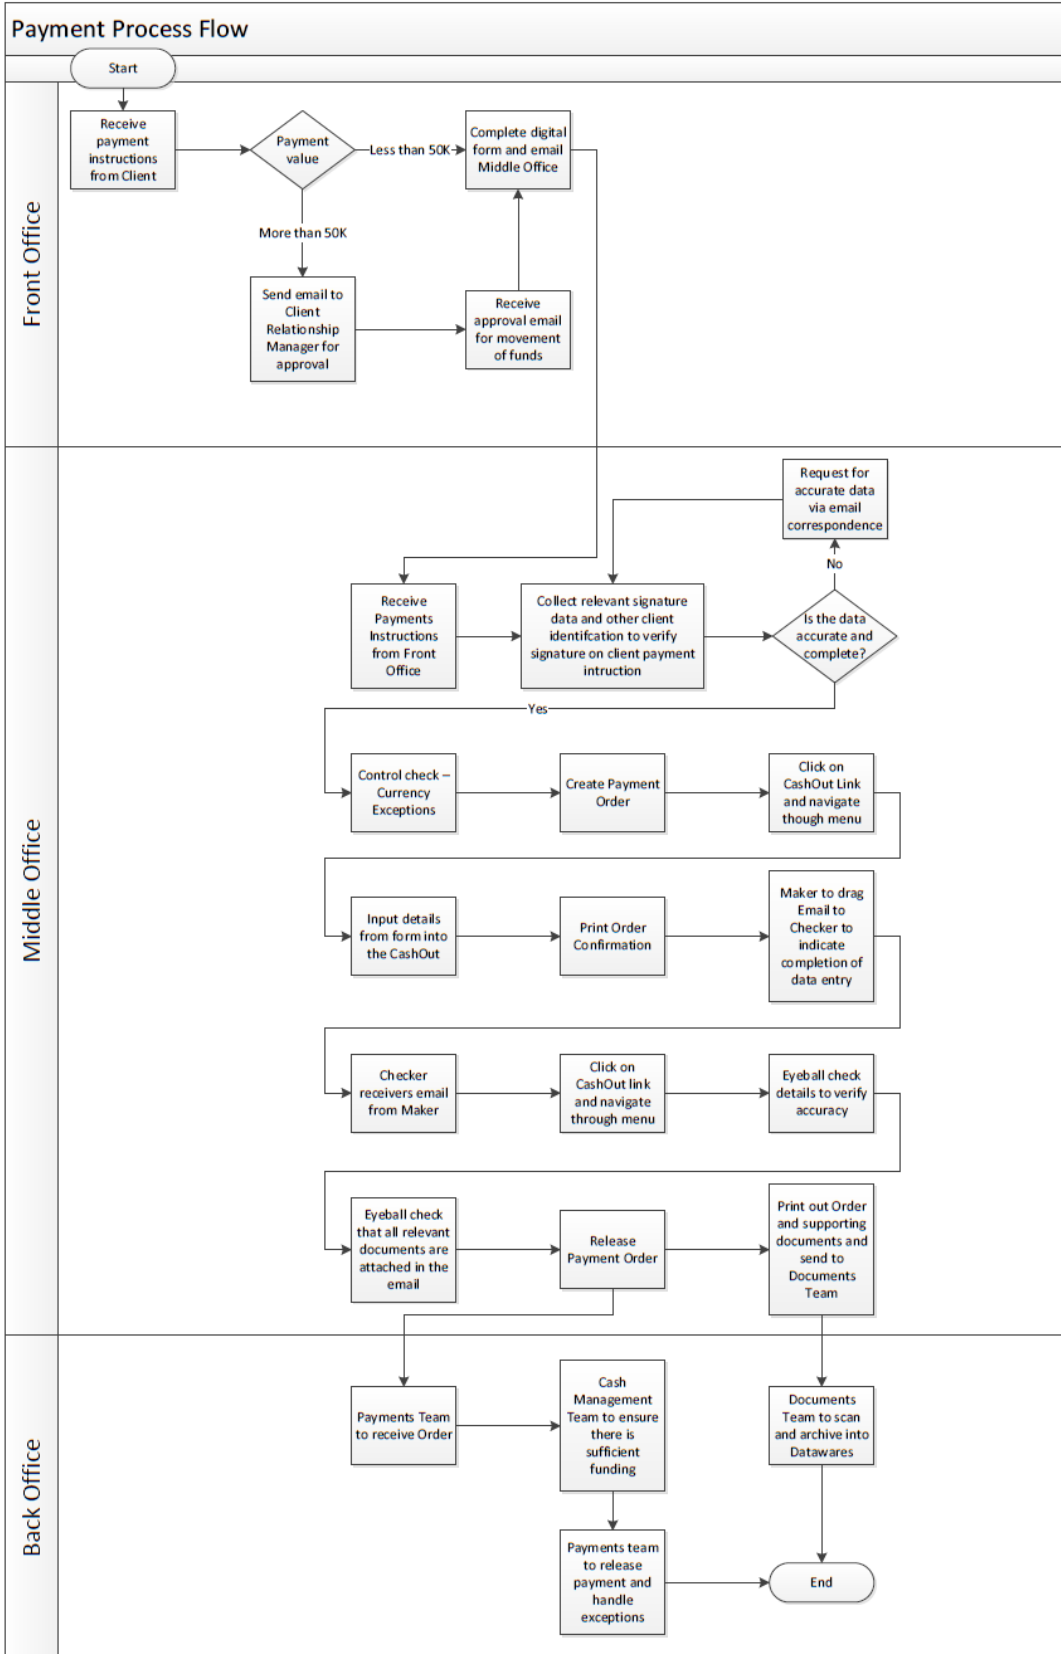 Payment Process Flow
Start
Front Office
Receive
payment
instructions
from Client
Payment
value
Less than 50K
Complete digital
form and email
Middle Office
More than 50K
Send email to
Client
Relationship
Manager for
approval
Receive
approval email
for movement
of funds
Middle Office
Request for
accurate data
via email
correspondence
No
Receive
Payments
Instructions
from Front
Office
Collect relevant signature
data and other client
identifcation to verify
signature on client payment
intruction
Is the data
accurate and
complete?
Yes
Control check –
Currency
Exceptions
Create Payment
Order
Click on
CashOut Link
and navigate
though menu
Input details
from form into
the CashOut
Print Order
Confirmation
Maker to drag
Email to
Checker to
indicate
completion of
data entry
Checker
receivers email
from Maker
Click on
CashOut link
and navigate
through menu
Eyeball check
details to verify
accuracy
Eyeball check
that all relevant
documents are
attached in the
email
Release
Payment Order
Print out Order
and supporting
documents and
send to
Documents
Team
Back Office
Payments Team
to receive Order
Cash
Management
Team to ensure
there is
sufficient
funding
Documents
Team to scan
and archive into
Datawares
Payments team
to release
payment and
handle
exceptions
End